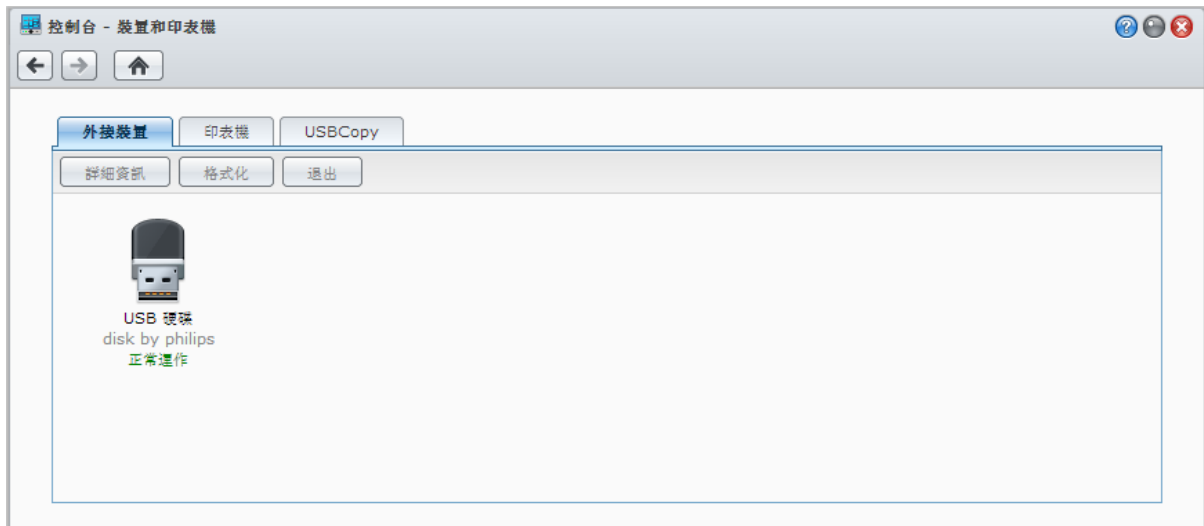 控制台 - 裝置和印表機
外接裝置 印表機 USBCopy
詳細資訊 格式化 退出
USB 硬碟
disk by philips
正常運作